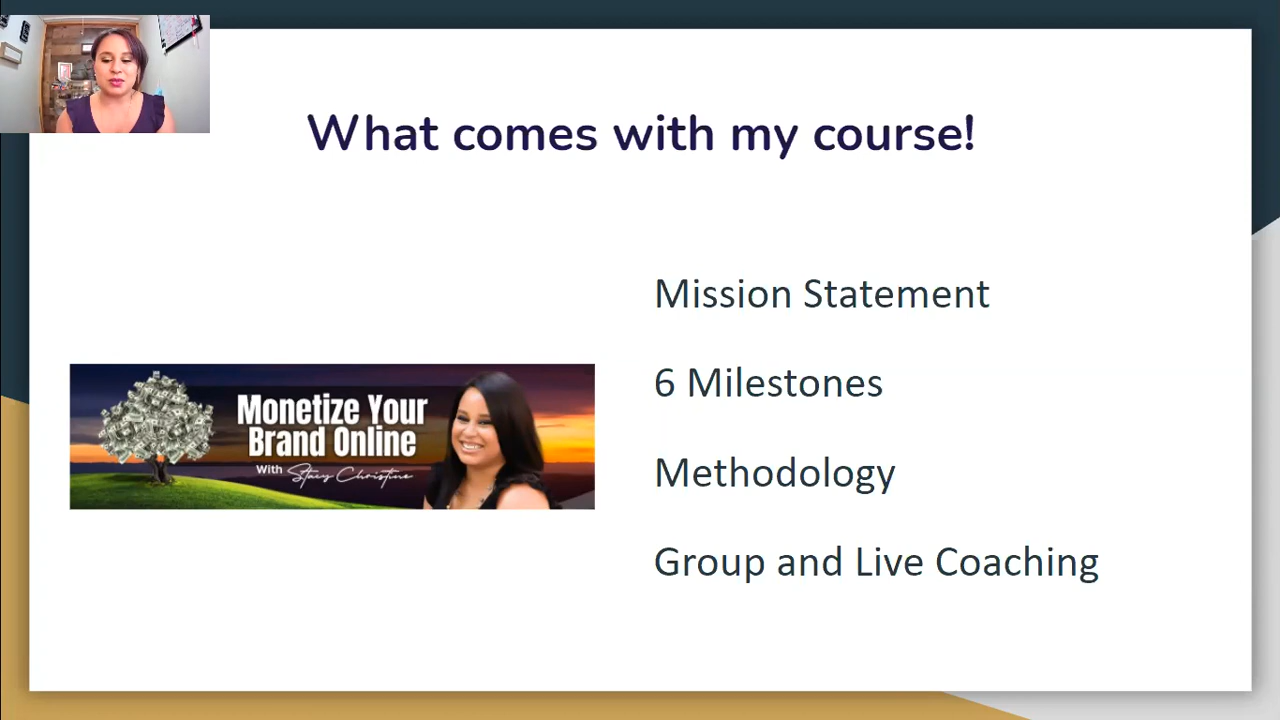 What comes with my course!
Monetize Your
Brand Online
With Stacy Christine
Mission Statement
6 Milestones
Methodology
Group and Live Coaching